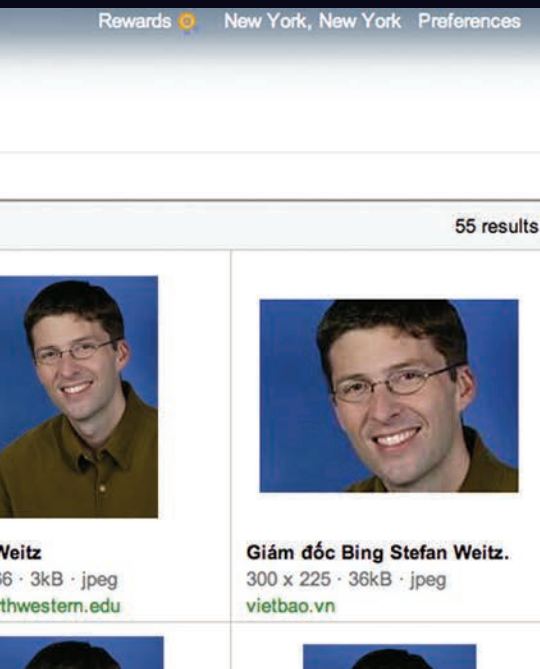 Rewards New York, New York Preferences
55 results
Weitz
66 · 3kB · jpeg
thwestern.edu
Giám đốc Bing Stefan Weitz.
300 x 225 · 36kB · jpeg
vietbao.vn